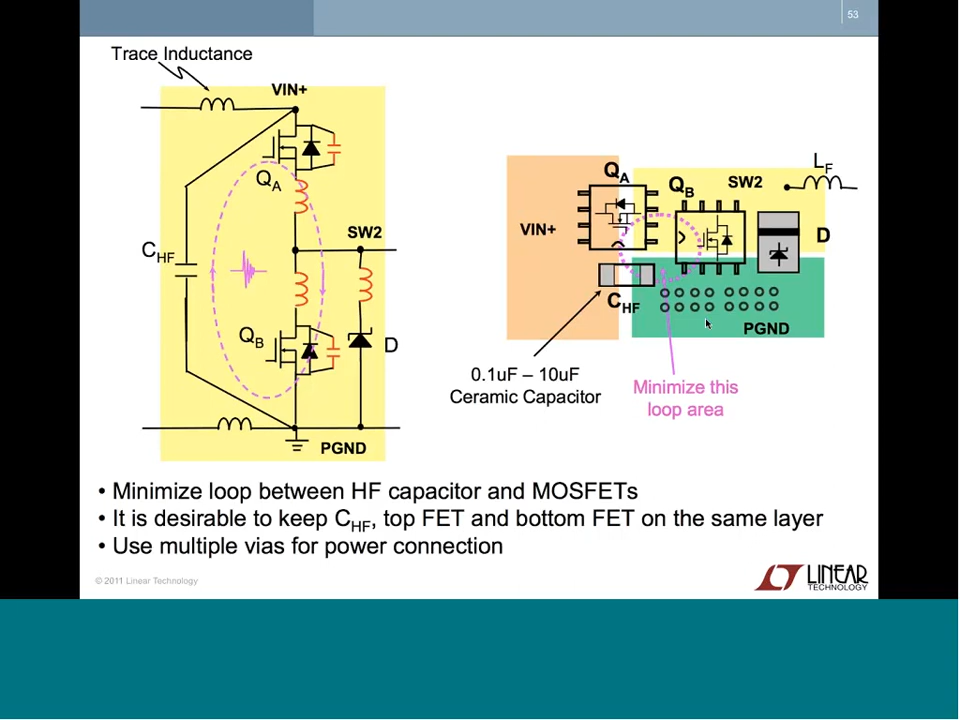 53
Trace Inductance
VIN+
QA
CHF
SW2
QB
D
PGND
LF
QA
QB
SW2
VIN+
D
CHF
PGND
0.1uF – 10uF
Ceramic Capacitor
Minimize this
loop area
• Minimize loop between HF capacitor and MOSFETs
• It is desirable to keep CHF, top FET and bottom FET on the same layer
• Use multiple vias for power connection
© 2011 Linear Technology
LINEAR
TECHNOLOGY